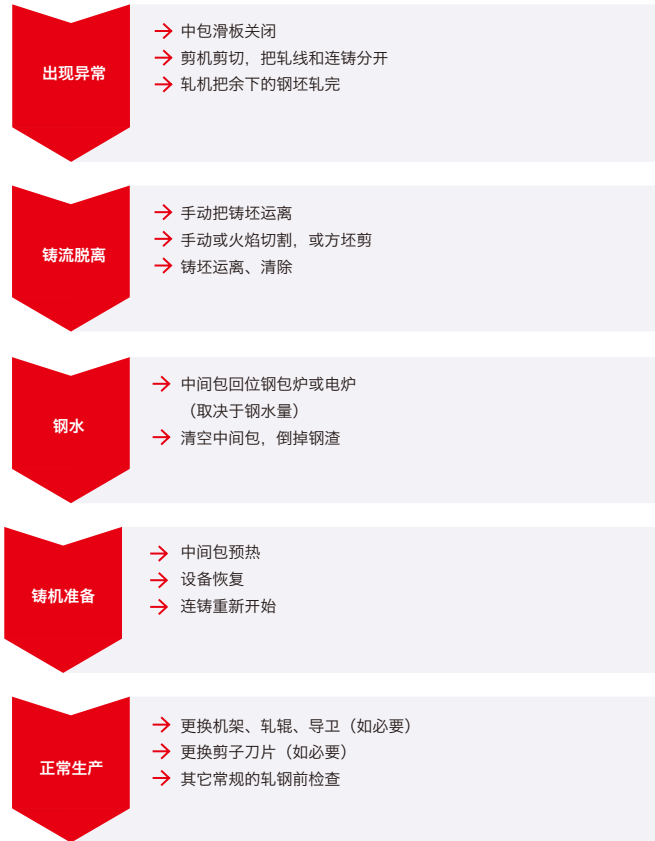 出现异常
中包滑板关闭
剪机剪切，把轧线和连铸分开
轧机把余下的钢坯轧完
铸流脱离
手动把铸坯运离
手动或火焰切割，或方坯剪
铸坯运离、清除
钢水
中间包回位钢包炉或电炉
（取决于钢水量）
清空中间包，倒掉钢渣
铸机准备
中间包预热
设备恢复
连铸重新开始
正常生产
更换机架、轧辊、导卫（如必要）
更换剪子刀片（如必要）
其它常规的轧钢前检查